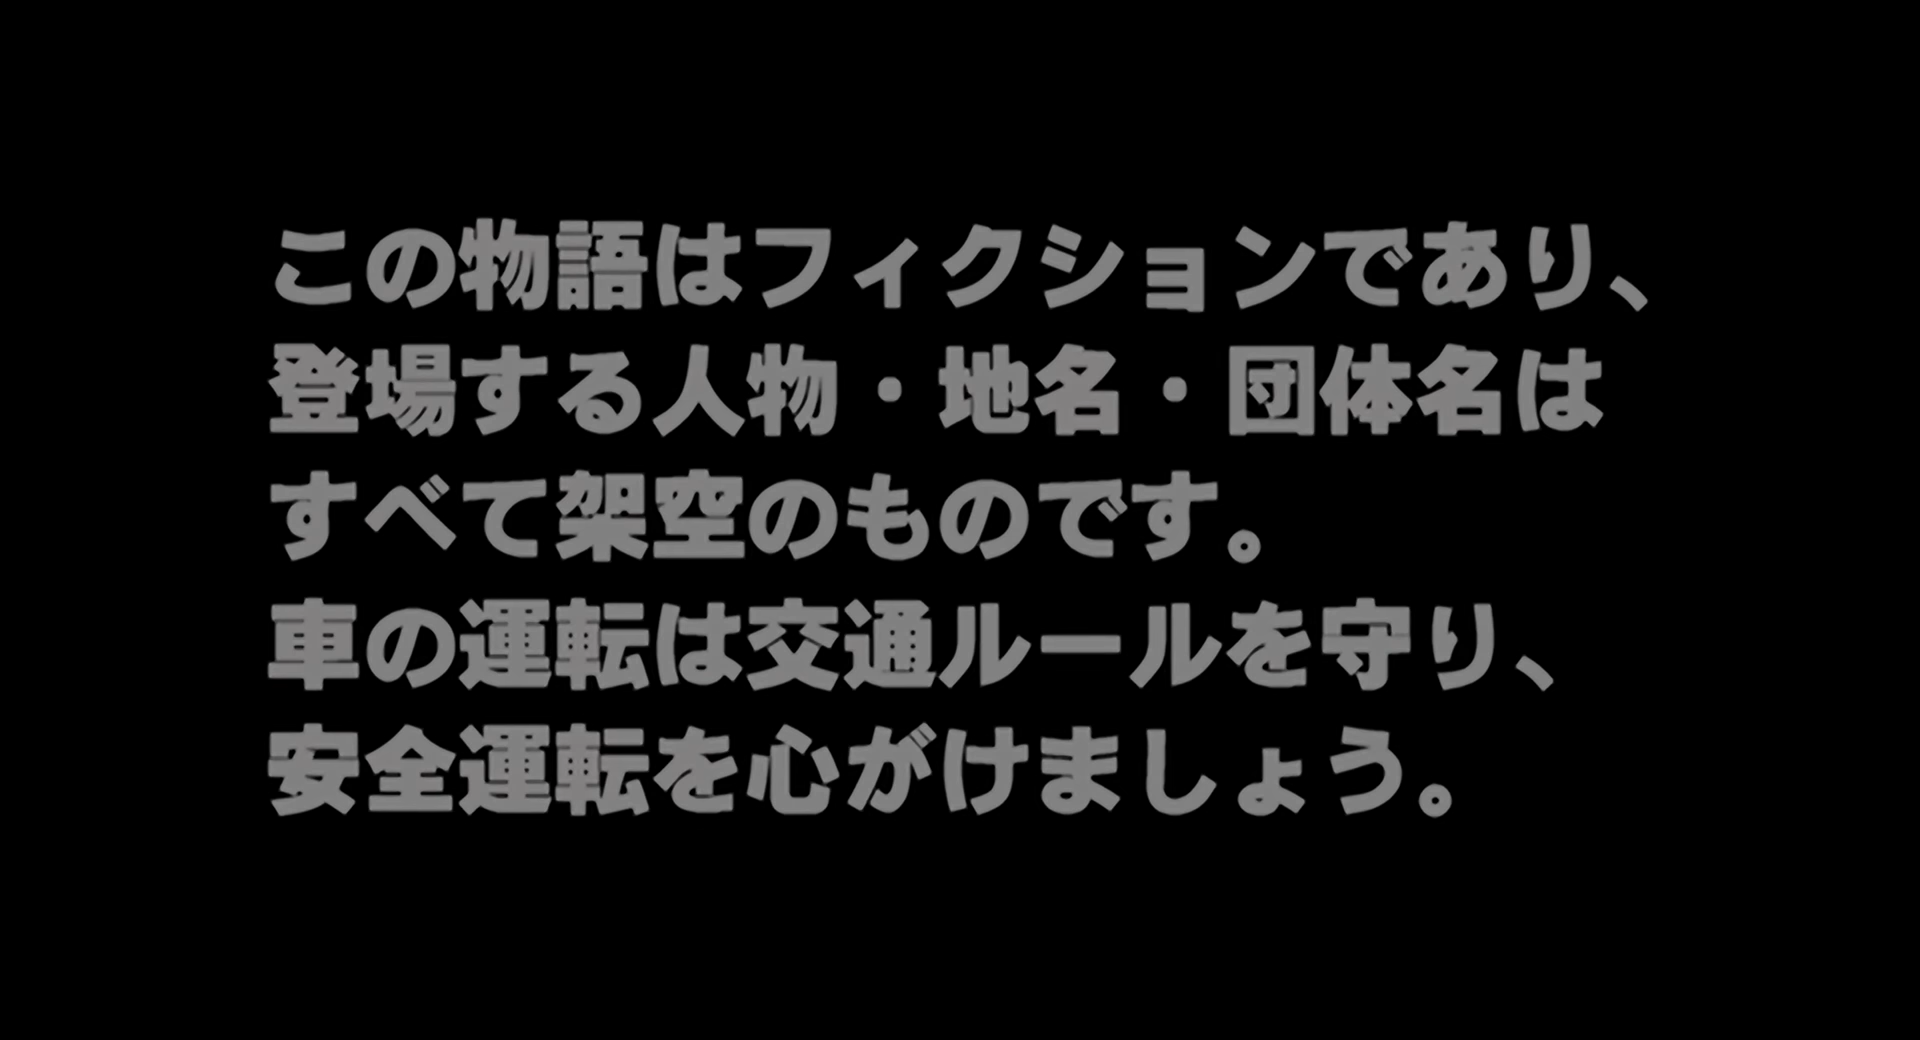 この物語はフィクションであり、
登場する人物・地名・団体名は
すべて架空のものです。
車の運転は交通ルールを守り、
安全運転を心がけましょう。